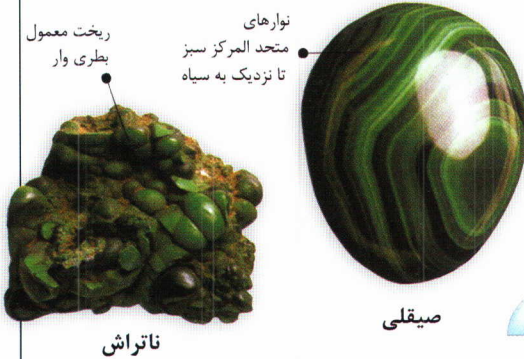 نوارهای
متحد المرکز سبز
تا نزدیک به سیاه
ریخت معمول
بطری وار
صیقلی
ناتراش